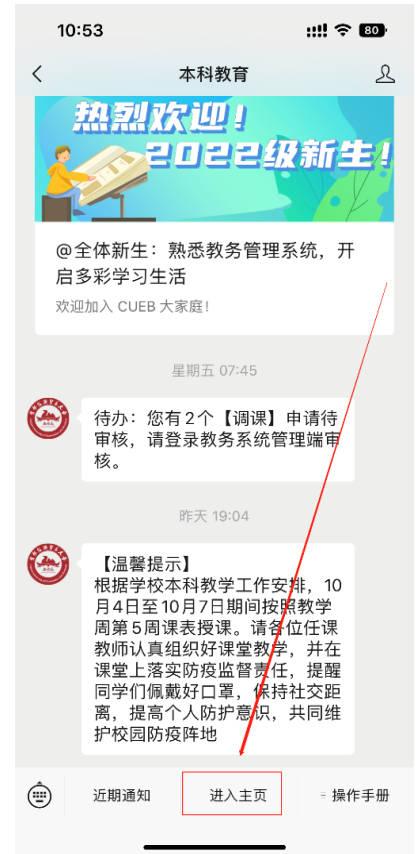 10:53
80
本科教育
热烈欢迎！
2022级新生！
@全体新生：熟悉教务管理系统，开
启多彩学习生活
欢迎加入 CUEB 大家庭！
星期五 07:45
待办：您有2个【调课】申请待
审核，请登录教务系统管理端审
核。
昨天 19:04
【温馨提示】
根据学校本科教学工作安排，10
月4日至10月7日期间按照教学
周第5周课表授课。请各位任课
教师认真组织好课堂教学，并在
课堂上落实防疫监督责任，提醒
同学们佩戴好口罩，保持社交距
离，提高个人防护意识，共同维
护校园防疫阵地
近期通知
进入主页
操作手册